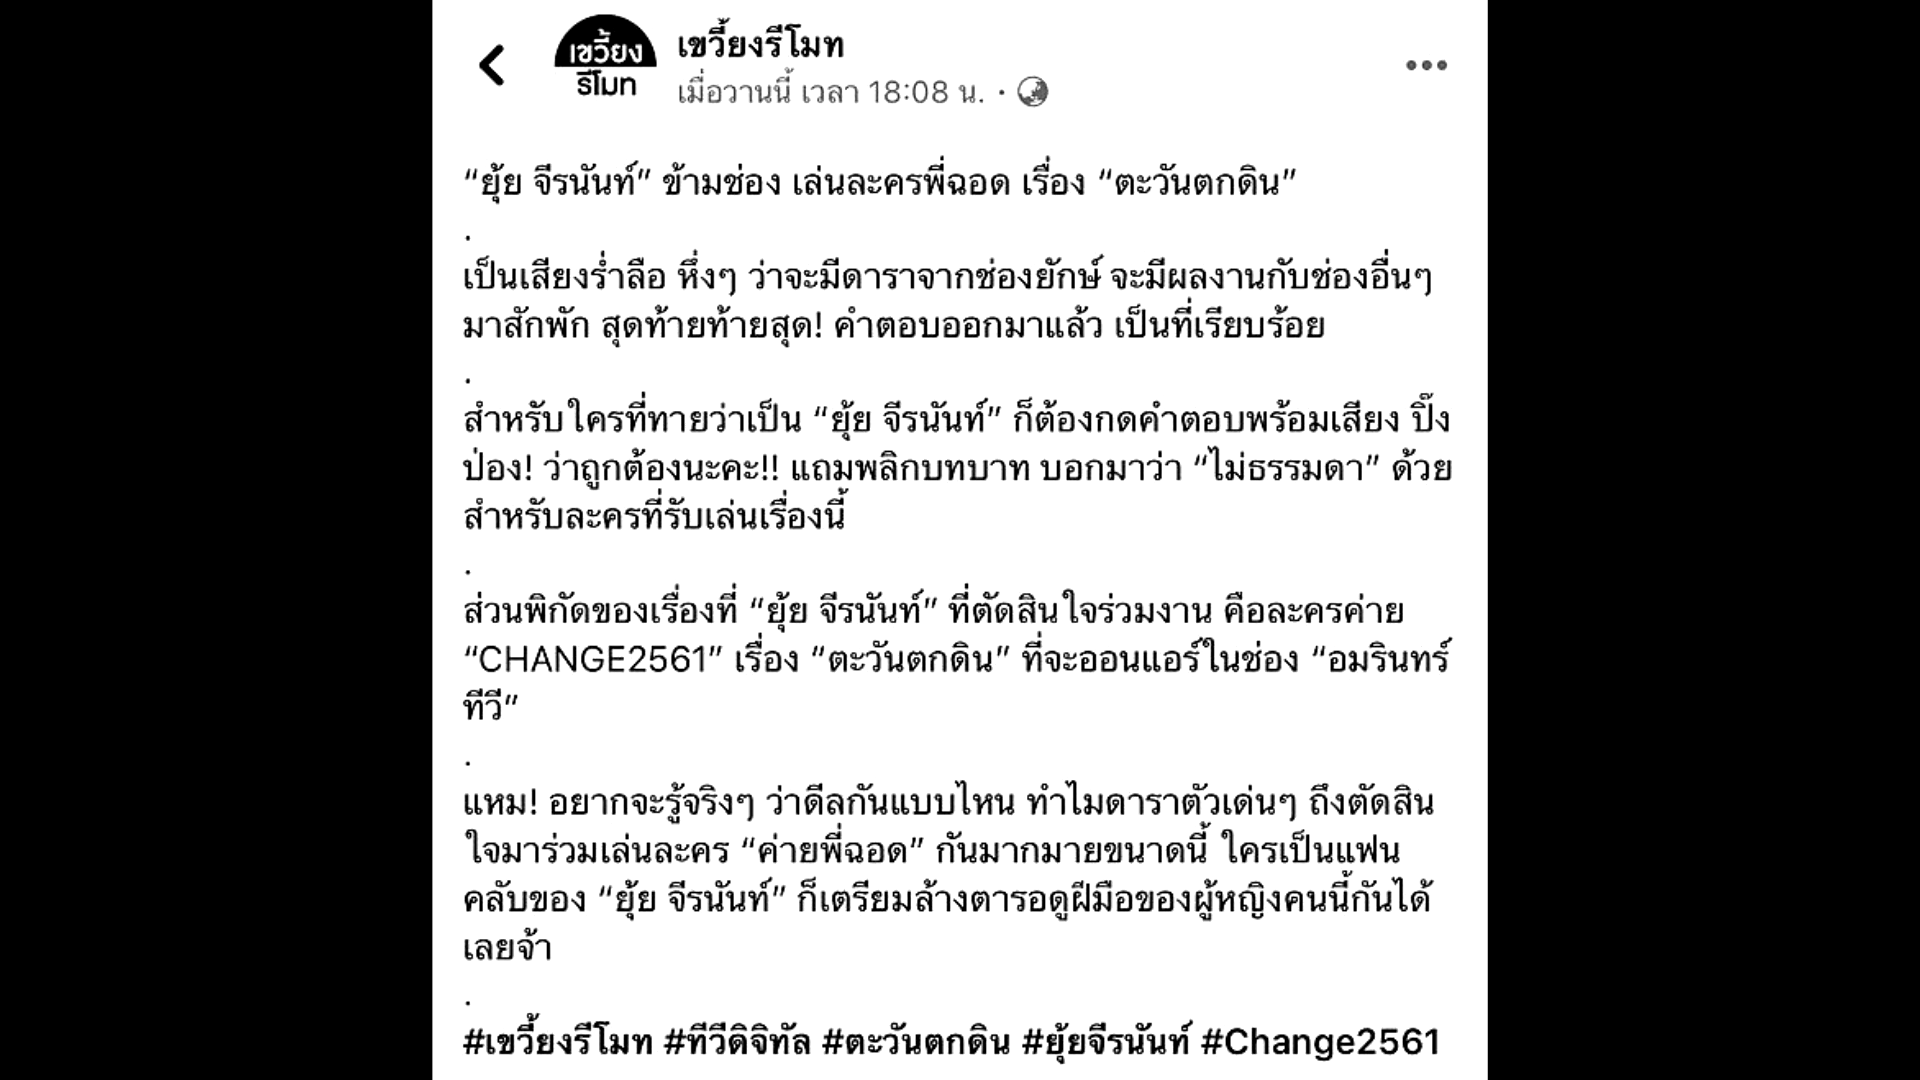 เขวี้ยง
รีโมท
เขวี้ยงรีโมท
เมื่อวานนี้ เวลา 18:08 น. ·
“ยุ้ย จีรนันท์” ข้ามช่อง เล่นละครพี่ฉอด เรื่อง “ตะวันตกดิน”
.
เป็นเสียงร่ำลือ หึ่งๆ ว่าจะมีดาราจากช่องยักษ์ จะมีผลงานกับช่องอื่นๆ
มาสักพัก สุดท้ายท้ายสุด! คำตอบออกมาแล้ว เป็นที่เรียบร้อย
.
สำหรับใครที่ทายว่าเป็น “ยุ้ย จีรนันท์” ก็ต้องกดคำตอบพร้อมเสียง ปิ๊ง
ป่อง! ว่าถูกต้องนะคะ!! แถมพลิกบทบาท บอกมาว่า “ไม่ธรรมดา” ด้วย
สำหรับละครที่รับเล่นเรื่องนี้
.
ส่วนพิกัดของเรื่องที่ “ยุ้ย จีรนันท์” ที่ตัดสินใจร่วมงาน คือละครค่าย
“CHANGE2561” เรื่อง “ตะวันตกดิน” ที่จะออนแอร์ในช่อง “อมรินทร์
ทีวี”
.
แหม! อยากจะรู้จริงๆ ว่าดีลกันแบบไหน ทำไมดาราตัวเด่นๆ ถึงตัดสิน
ใจมาร่วมเล่นละคร “ค่ายพี่ฉอด” กันมากมายขนาดนี้ ใครเป็นแฟน
คลับของ “ยุ้ย จีรนันท์” ก็เตรียมล้างตารอดูฝีมือของผู้หญิงคนนี้กันได้
เลยจ้า
.
#เขวี้ยงรีโมท #ทีวีดิจิทัล #ตะวันตกดิน #ยุ้ยจีรนันท์ #Change2561